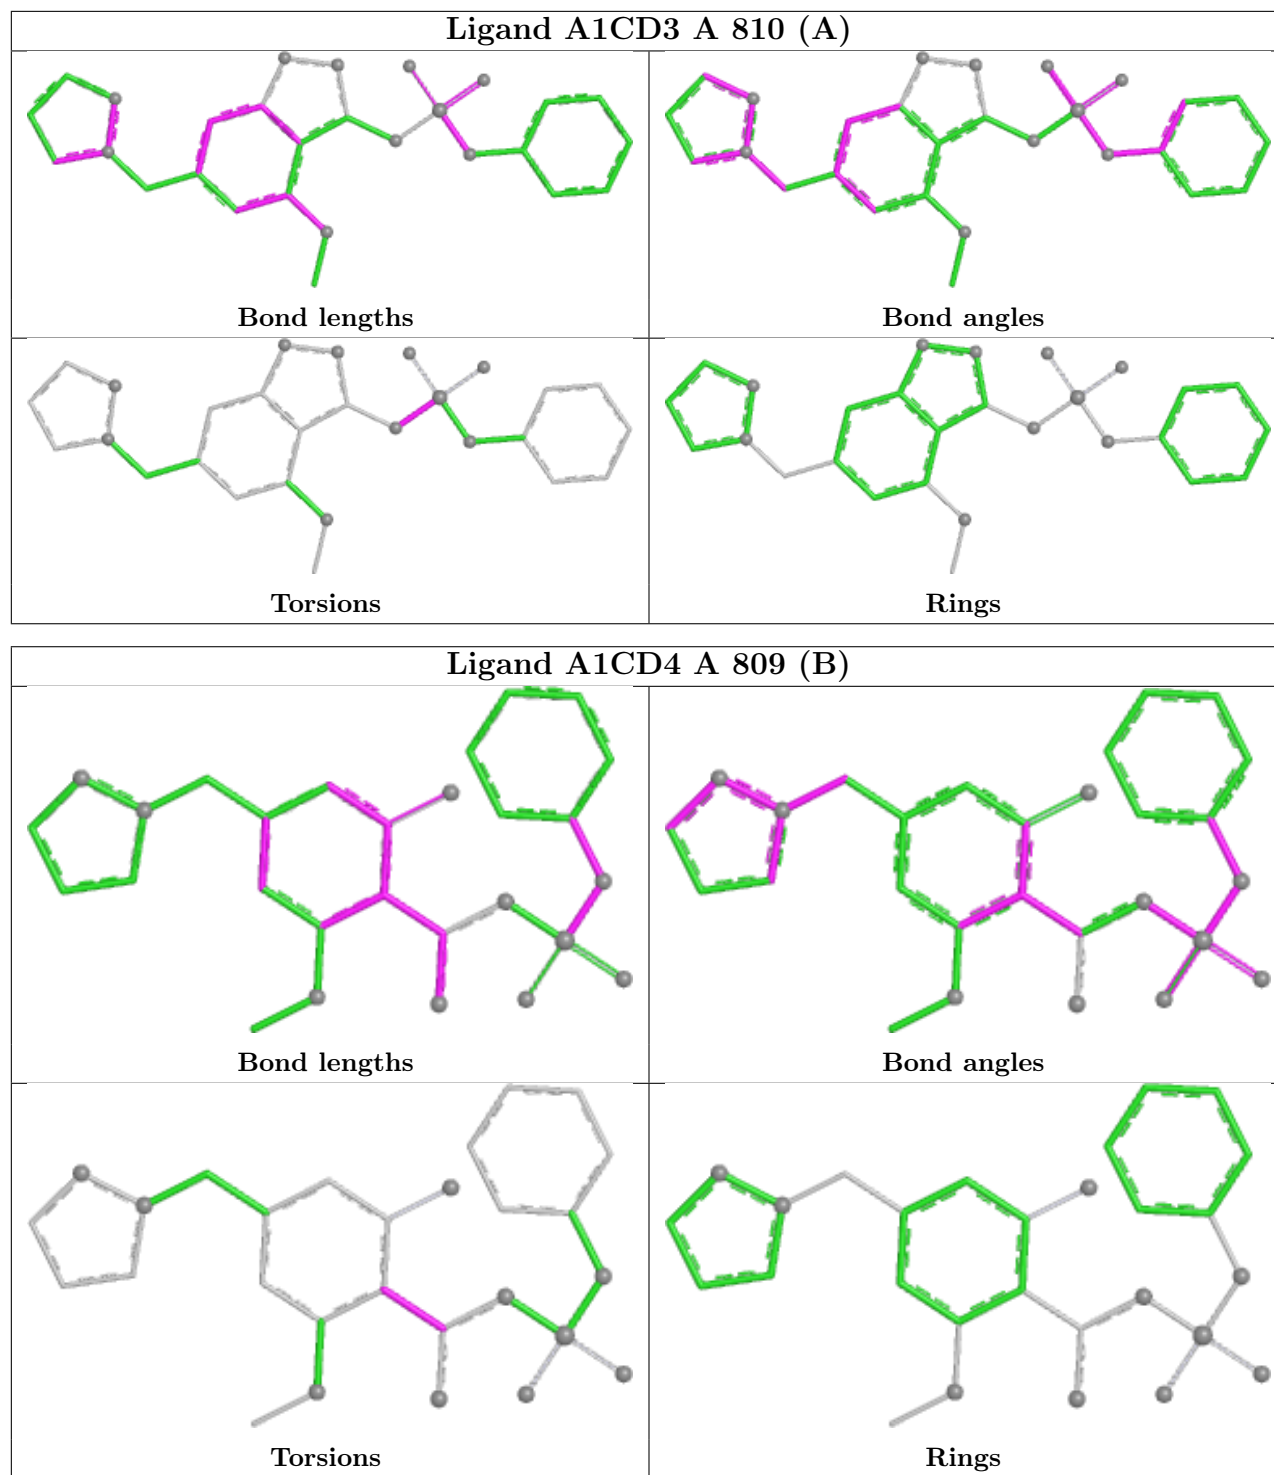 Ligand A1CD3 A 810 (A)
Bond lengths
Bond angles
Torsions
Rings
Ligand A1CD4 A 809 (B)
Bond lengths
Bond angles
Torsions
Rings